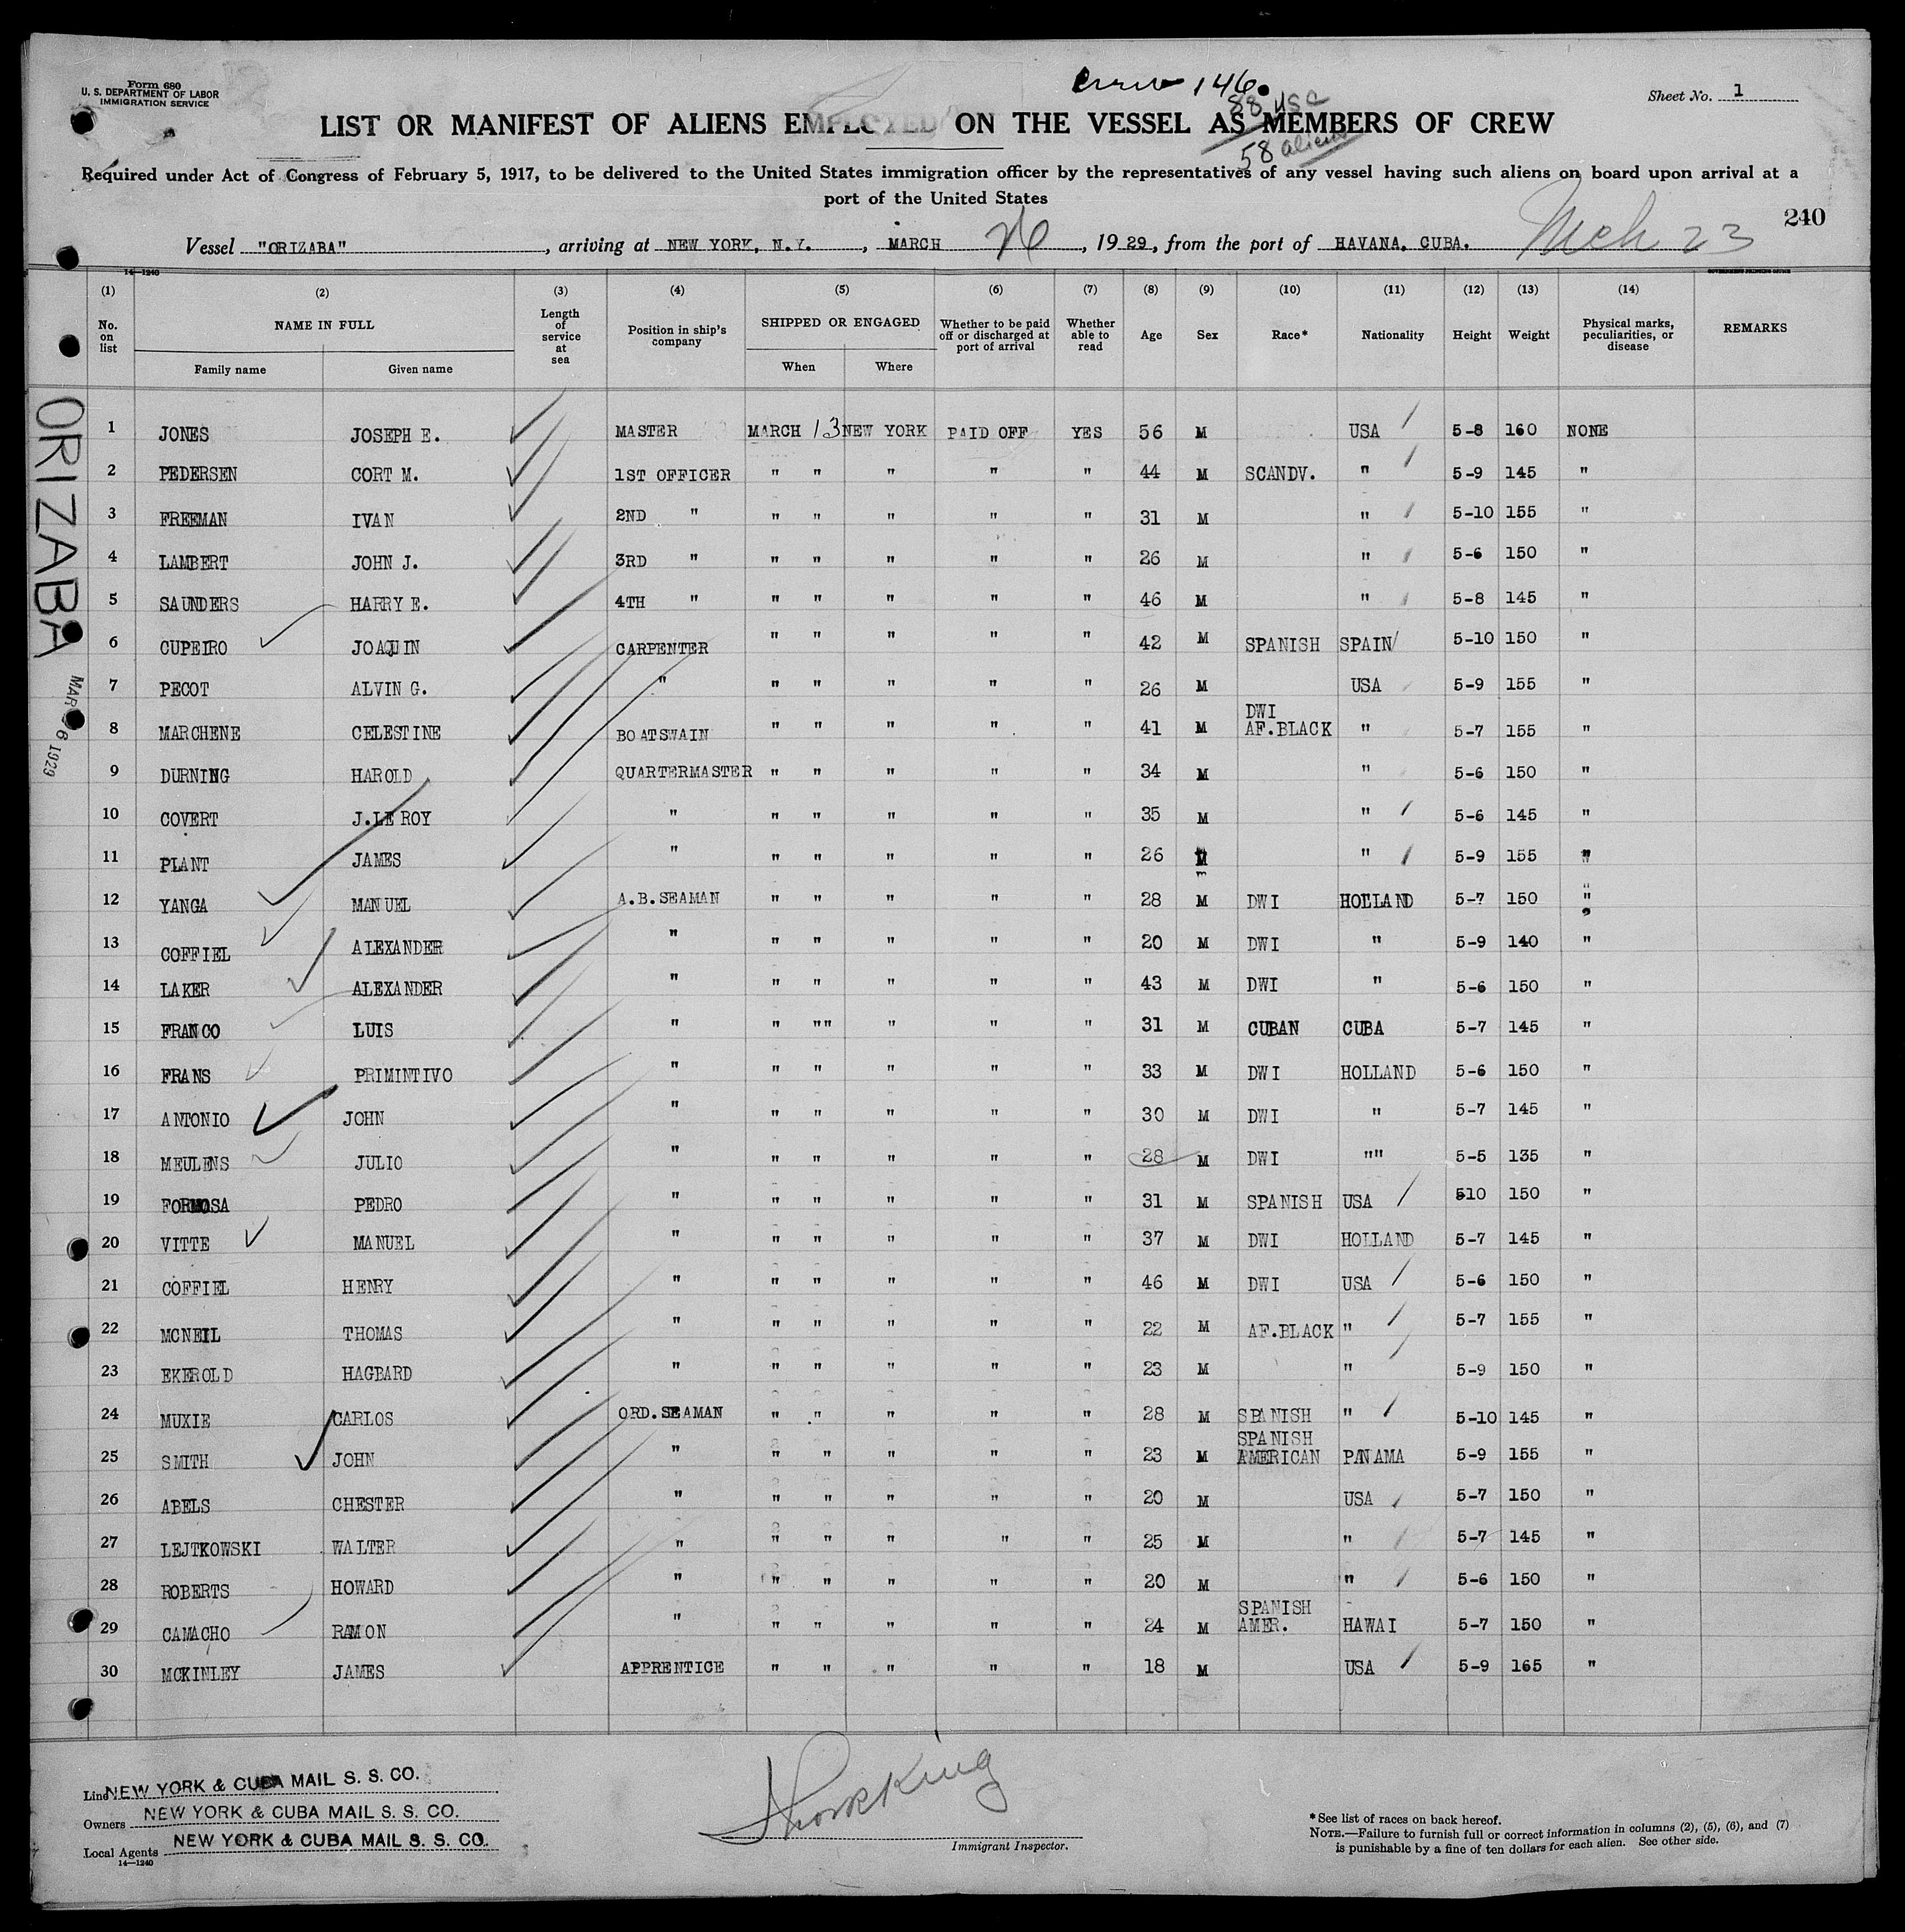 Form 680
U. S. DEPARTMENT OF LABOR
IMMIGRATION SERVICE
Crew 146
88 usc
58 aliens
Sheet No. 1
LIST OR MANIFEST OF ALIENS EMPLOYED ON THE VESSEL AS MEMBERS OF CREW
Required under Act of Congress of February 5, 1917, to be delivered to the United States immigration officer by the representatives of any vessel having such aliens on board upon arrival at a
port of the United States
240
Vessel "ORIZABA", arriving at NEW YORK, N.Y., MARCH 26, 1929, from the port of HAVANA, CUBA. Mch 23
14—1240 GOVERNMENT PRINTING OFFICE
(1) (2) (3) (4) (5) (6) (7) (8) (9) (10) (11) (12) (13) (14)
No. on list NAME IN FULL Family name Given name Length of service at sea Position in ship's company SHIPPED OR ENGAGED When Where Whether to be paid off or discharged at port of arrival Whether able to read Age Sex Race* Nationality Height Weight Physical marks, peculiarities, or disease REMARKS
ORIZABA
MAR 26 1929
1 JONES JOSEPH E. MASTER MARCH 13 NEW YORK PAID OFF YES 56 M USA 5-8 160 NONE
2 PEDERSEN CORT M. 1ST OFFICER " " " " " 44 M SCANDV. " 5-9 145 "
3 FREEMAN IVAN 2ND " " " " " " 31 M " 5-10 155 "
4 LAMBERT JOHN J. 3RD " " " " " " 26 M " 5-6 150 "
5 SAUNDERS HARRY E. 4TH " " " " " " 46 M " 5-8 145 "
6 CUPEIRO JOAQUIN CARPENTER " " " " " 42 M SPANISH SPAIN 5-10 150 "
7 PECOT ALVIN G. " " " " " " 26 M USA 5-9 155 "
8 MARCHENE CELESTINE BOATSWAIN " " " " " 41 M DWI AF.BLACK " 5-7 155 "
9 DURNING HAROLD QUARTERMASTER " " " " " 34 M " 5-6 150 "
10 COVERT J.LE ROY " " " " " " 35 M " 5-6 145 "
11 PLANT JAMES " " " " " " 26 M " 5-9 155 "
12 YANGA MANUEL A.B.SEAMAN " " " " " 28 M DWI HOLLAND 5-7 150 "
13 COFFIEL ALEXANDER " " " " " " 20 M DWI " 5-9 140 "
14 LAKER ALEXANDER " " " " " " 43 M DWI " 5-6 150 "
15 FRANCO LUIS " " "" " " " 31 M CUBAN CUBA 5-7 145 "
16 FRANS PRIMINTIVO " " " " " " 33 M DWI HOLLAND 5-6 150 "
17 ANTONIO JOHN " " " " " " 30 M DWI " 5-7 145 "
18 MEULENS JULIO " " " " " " 28 M DWI "" 5-5 135 "
19 FORMOSA PEDRO " " " " " " 31 M SPANISH USA 510 150 "
20 VITTE MANUEL " " " " " " 37 M DWI HOLLAND 5-7 145 "
21 COFFIEL HENRY " " " " " " 46 M DWI USA 5-6 150 "
22 MCNEIL THOMAS " " " " " " 22 M AF.BLACK " 5-7 155 "
23 EKEROLD HAGBARD " " " " " " 23 M " 5-9 150 "
24 MUXIE CARLOS ORD.SEAMAN " " " " " 28 M SPANISH " 5-10 145 "
25 SMITH JOHN " " " " " " 23 M SPANISH AMERICAN PANAMA 5-9 155 "
26 ABELS CHESTER " " " " " " 20 M USA 5-7 150 "
27 LEJTKOWSKI WALTER " " " " " " 25 M " 5-7 145 "
28 ROBERTS HOWARD " " " " " " 20 M " 5-6 150 "
29 CAMACHO RAMON " " " " " " 24 M SPANISH AMER. HAWAI 5-7 150 "
30 MCKINLEY JAMES APPRENTICE " " " " " 18 M USA 5-9 165 "
Line NEW YORK & CUBA MAIL S. S. CO.
Owners NEW YORK & CUBA MAIL S. S. CO.
Local Agents NEW YORK & CUBA MAIL S. S. CO.
14—1240
Immigrant Inspector.
*See list of races on back hereof.
NOTE.—Failure to furnish full or correct information in columns (2), (5), (6), and (7)
is punishable by a fine of ten dollars for each alien. See other side.